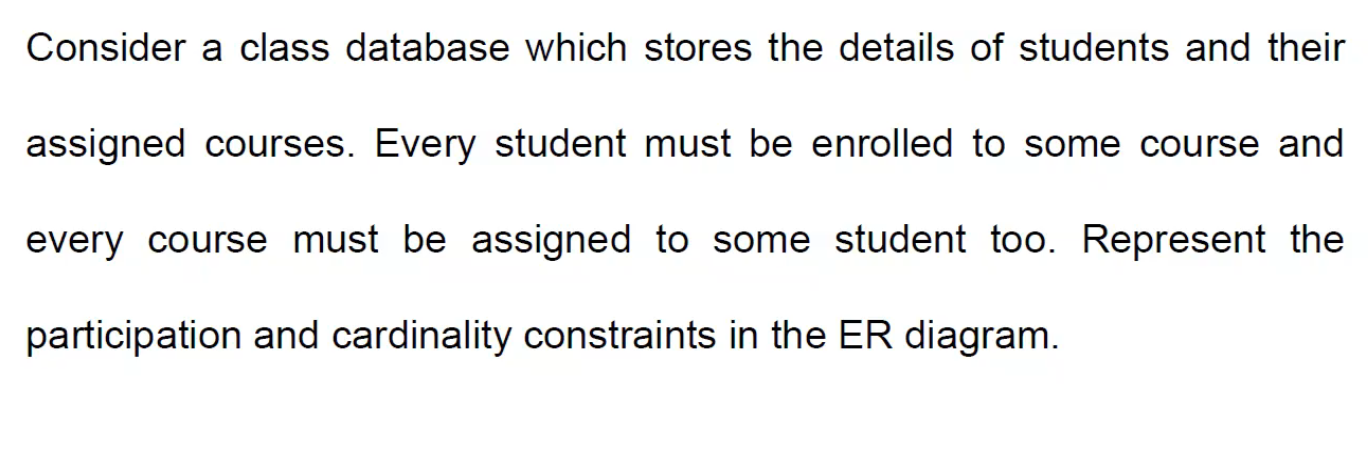 Consider a class database which stores the details of students and their
assigned courses. Every student must be enrolled to some course and
every course must be assigned to some student too. Represent the
participation and cardinality constraints in the ER diagram.